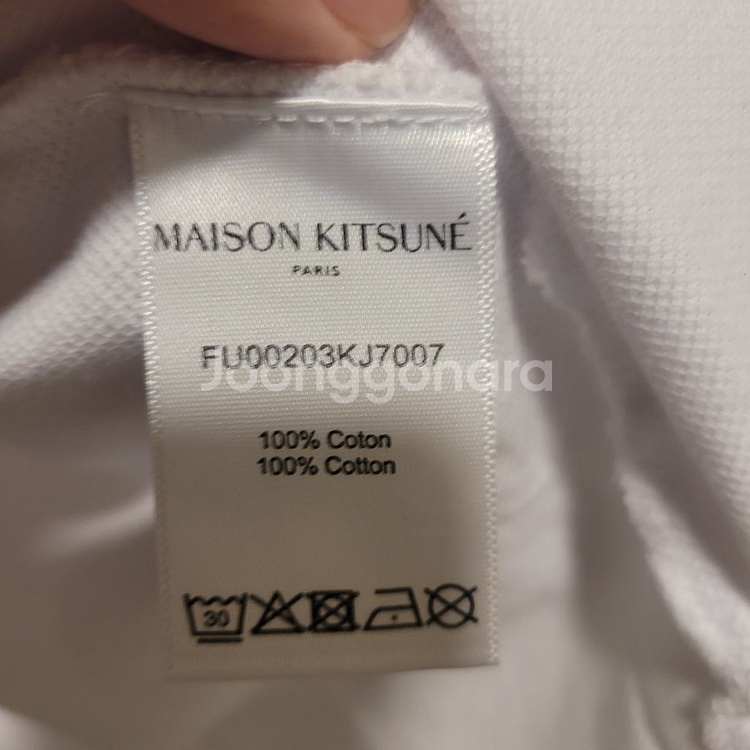 MAISON KITSUNÉ
PARIS
FU00203KJ7007
Joonggonara
100% Coton
100% Cotton
30